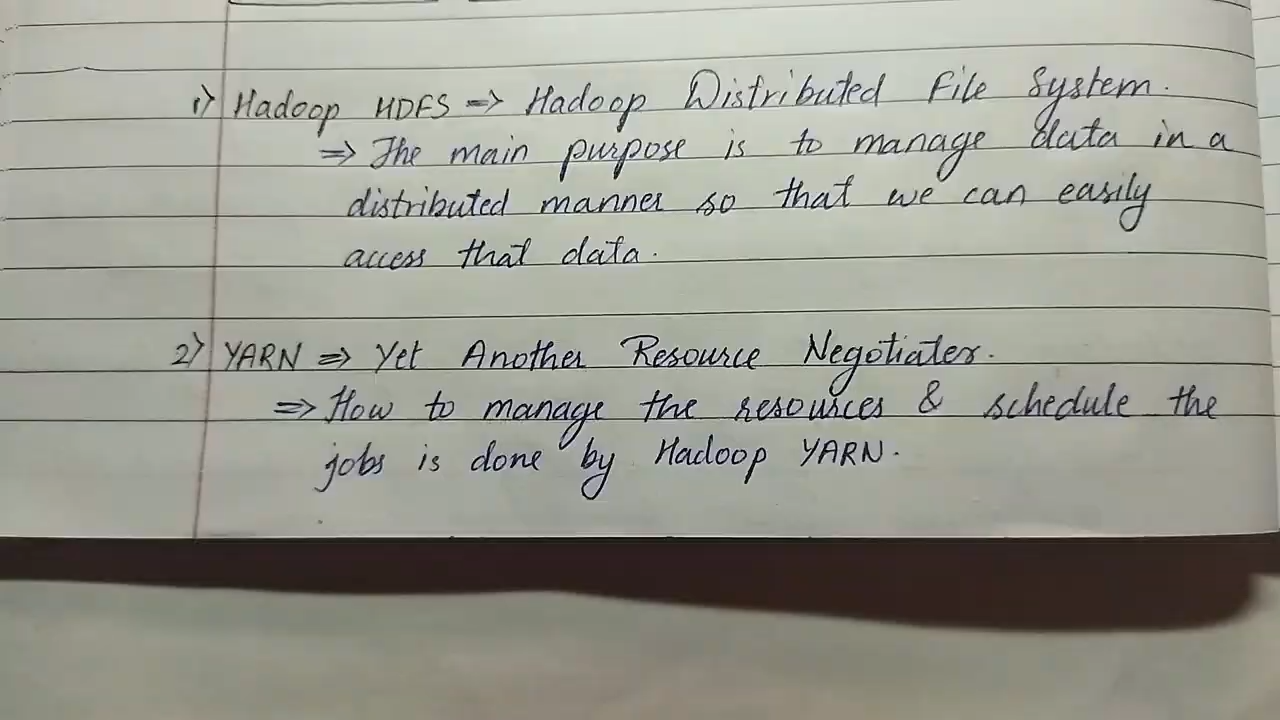 1) Hadoop HDFS => Hadoop Distributed File System.
=> The main purpose is to manage data in a
distributed manner so that we can easily
access that data.
2) YARN => Yet Another Resource Negotiater.
=> How to manage the resources & schedule the
jobs is done by Hadoop YARN.